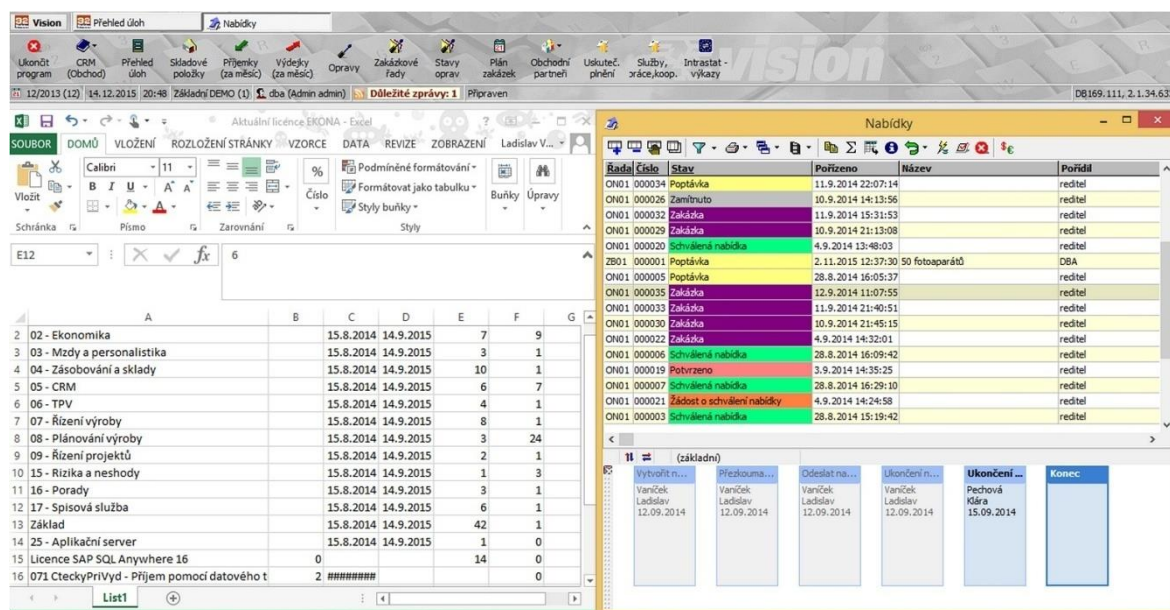 Vision Přehled úloh Nabídky
Ukončit program CRM (Obchod) Přehled úloh Skladové položky Příjemky (za měsíc) Výdejky (za měsíc) Opravy Zakázkové řady Stavy oprav Plán zakázek Obchodní partneři Uskuteč. plnění Služby, práce,koop. Intrastat - výkazy
vision
12/2013 (12) 14.12.2015 20:48 Základní DEMO (1) dba (Admin admin) Důležité zprávy: 1 Připraven DB169.111, 2.1.34.63
Aktuální licence EKONA - Excel
SOUBOR DOMŮ VLOŽENÍ ROZLOŽENÍ STRÁNKY VZORCE DATA REVIZE ZOBRAZENÍ Ladislav V...
Vložit Calibri 11 % Číslo Podmíněné formátování Buňky Úpravy
B I U A A Formátovat jako tabulku
A Styly buňky
Schránka Písmo Zarovnání Styly
E12 fx 6
A B C D E F G
2 02 - Ekonomika 15.8.2014 14.9.2015 7 9
3 03 - Mzdy a personalistika 15.8.2014 14.9.2015 3 1
4 04 - Zásobování a sklady 15.8.2014 14.9.2015 10 1
5 05 - CRM 15.8.2014 14.9.2015 6 7
6 06 - TPV 15.8.2014 14.9.2015 4 1
7 07 - Řízení výroby 15.8.2014 14.9.2015 8 1
8 08 - Plánování výroby 15.8.2014 14.9.2015 3 24
9 09 - Řízení projektů 15.8.2014 14.9.2015 2 1
10 15 - Rizika a neshody 15.8.2014 14.9.2015 1 3
11 16 - Porady 15.8.2014 14.9.2015 3 1
12 17 - Spisová služba 15.8.2014 14.9.2015 6 1
13 Základ 15.8.2014 14.9.2015 42 1
14 25 - Aplikační server 15.8.2014 14.9.2015 1 0
15 Licence SAP SQL Anywhere 16 0 14 0
16 071 CteckyPriVyd - Příjem pomocí datového t 2 ######## 0
List1
Nabídky
Řada Číslo Stav Pořízeno Název Pořídil
ON01 000034 Poptávka 11.9.2014 22:07:14 reditel
ON01 000026 Zamítnuto 10.9.2014 14:13:56 reditel
ON01 000032 Zakázka 11.9.2014 15:31:53 reditel
ON01 000029 Zakázka 10.9.2014 21:13:08 reditel
ON01 000020 Schválená nabídka 4.9.2014 13:48:03 reditel
ZB01 000001 Poptávka 2.11.2015 12:37:30 50 fotoaparátů DBA
ON01 000005 Poptávka 28.8.2014 16:05:37 reditel
ON01 000035 Zakázka 12.9.2014 11:07:55 reditel
ON01 000033 Zakázka 11.9.2014 21:40:51 reditel
ON01 000030 Zakázka 10.9.2014 21:45:15 reditel
ON01 000022 Zakázka 4.9.2014 14:32:01 reditel
ON01 000006 Schválená nabídka 28.8.2014 16:09:42 reditel
ON01 000019 Potvrzeno 3.9.2014 14:35:25 reditel
ON01 000007 Schválená nabídka 28.8.2014 16:29:10 reditel
ON01 000021 Žádost o schválení nabídky 4.9.2014 14:24:58 reditel
ON01 000003 Schválená nabídka 28.8.2014 15:19:42 reditel
(základní)
Vytvořit n... Přezkouma... Odeslat na... Ukončení n... Ukončení ... Konec
Vaníček Vaníček Vaníček Vaníček Pechová
Ladislav Ladislav Ladislav Ladislav Klára
12.09.2014 12.09.2014 12.09.2014 12.09.2014 15.09.2014